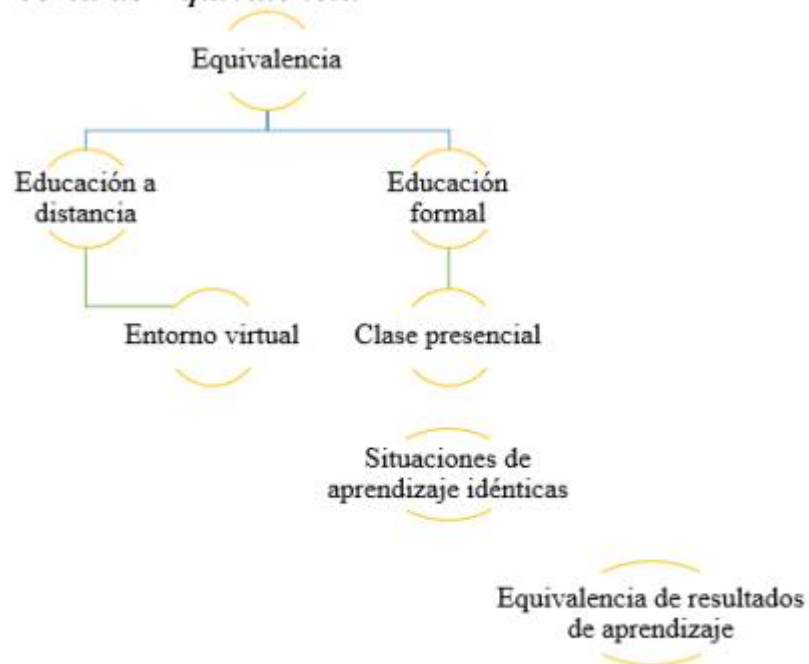 Equivalencia
Educación a
distancia
Educación
formal
Entorno virtual
Clase presencial
Situaciones de
aprendizaje idénticas
Equivalencia de resultados
de aprendizaje